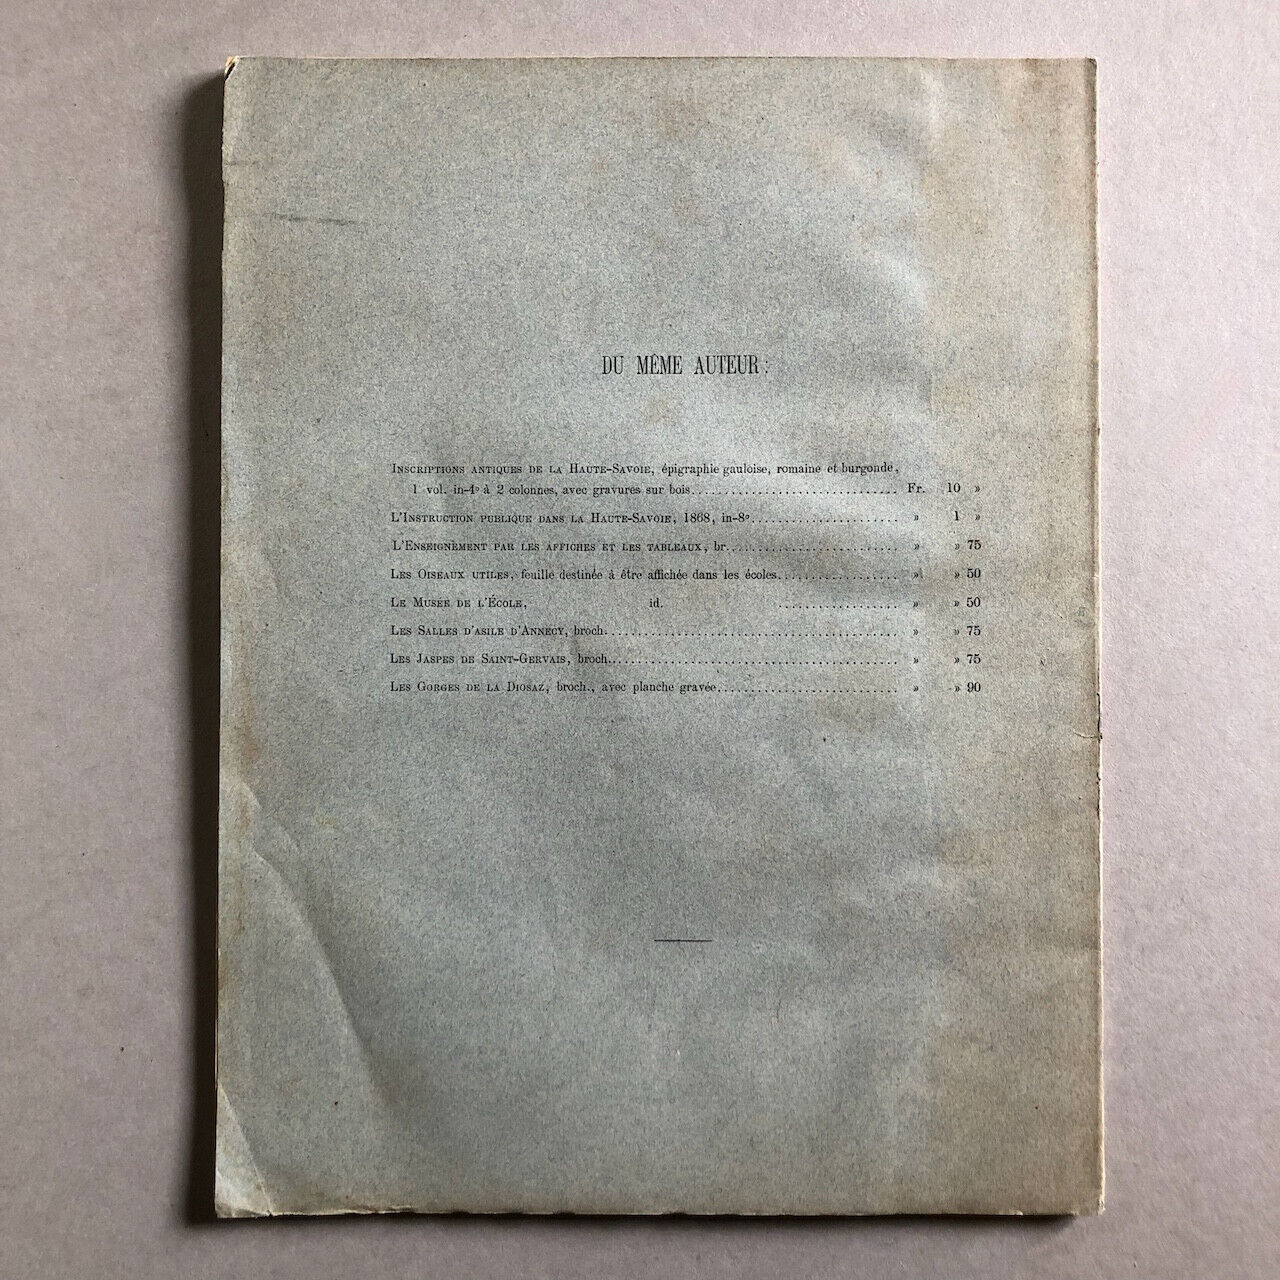 DU MÊME AUTEUR :
INSCRIPTIONS ANTIQUES DE LA HAUTE-SAVOIE, épigraphie gauloise, romaine et burgonde,
1 vol. in-4º à 2 colonnes, avec gravures sur bois.............................. Fr. 10 »
L'INSTRUCTION PUBLIQUE DANS LA HAUTE-SAVOIE, 1868, in-8º...................... » 1 »
L'ENSEIGNEMENT PAR LES AFFICHES ET LES TABLEAUX, br.......................... » » 75
LES OISEAUX UTILES, feuille destinée à être affichée dans les écoles.................. » » 50
LE MUSÉE DE L'ÉCOLE, id. .................. » » 50
LES SALLES D'ASILE D'ANNECY, broch............................................ » » 75
LES JASPES DE SAINT-GERVAIS, broch............................................ » » 75
LES GORGES DE LA DIOSAZ, broch., avec planche gravée........................... » » 90